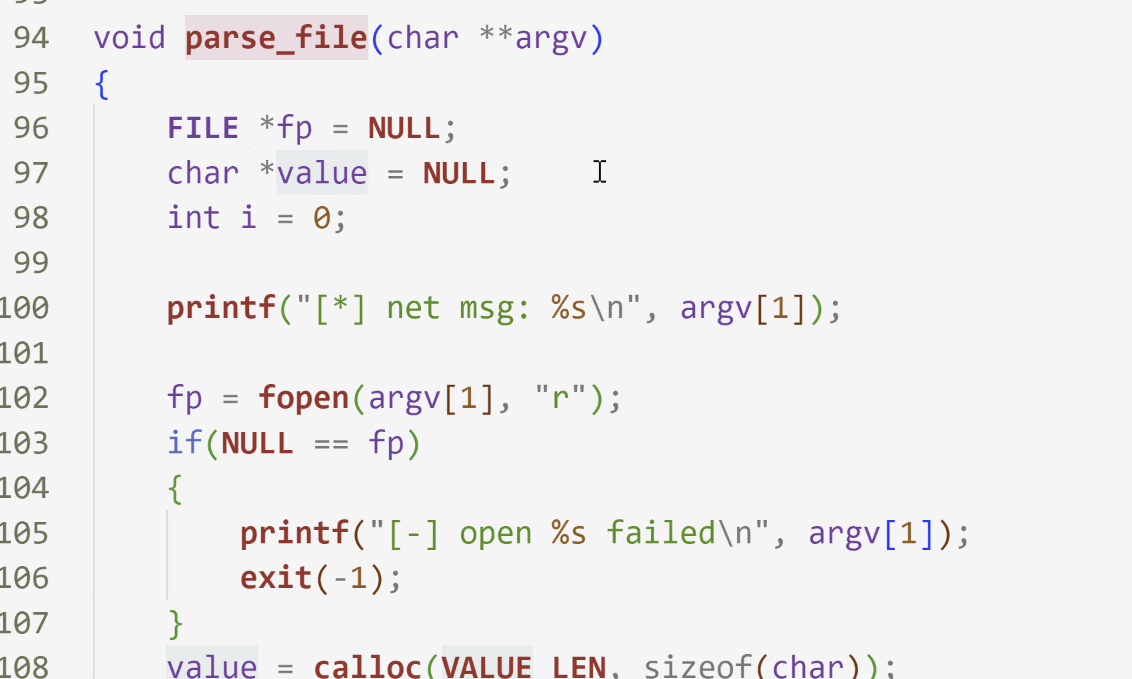 94 void parse_file(char **argv)
95 {
96 FILE *fp = NULL;
97 char *value = NULL;
98 int i = 0;
99
100 printf("[*] net msg: %s\n", argv[1]);
101
102 fp = fopen(argv[1], "r");
103 if(NULL == fp)
104 {
105 printf("[-] open %s failed\n", argv[1]);
106 exit(-1);
107 }
108 value = calloc(VALUE_LEN, sizeof(char));